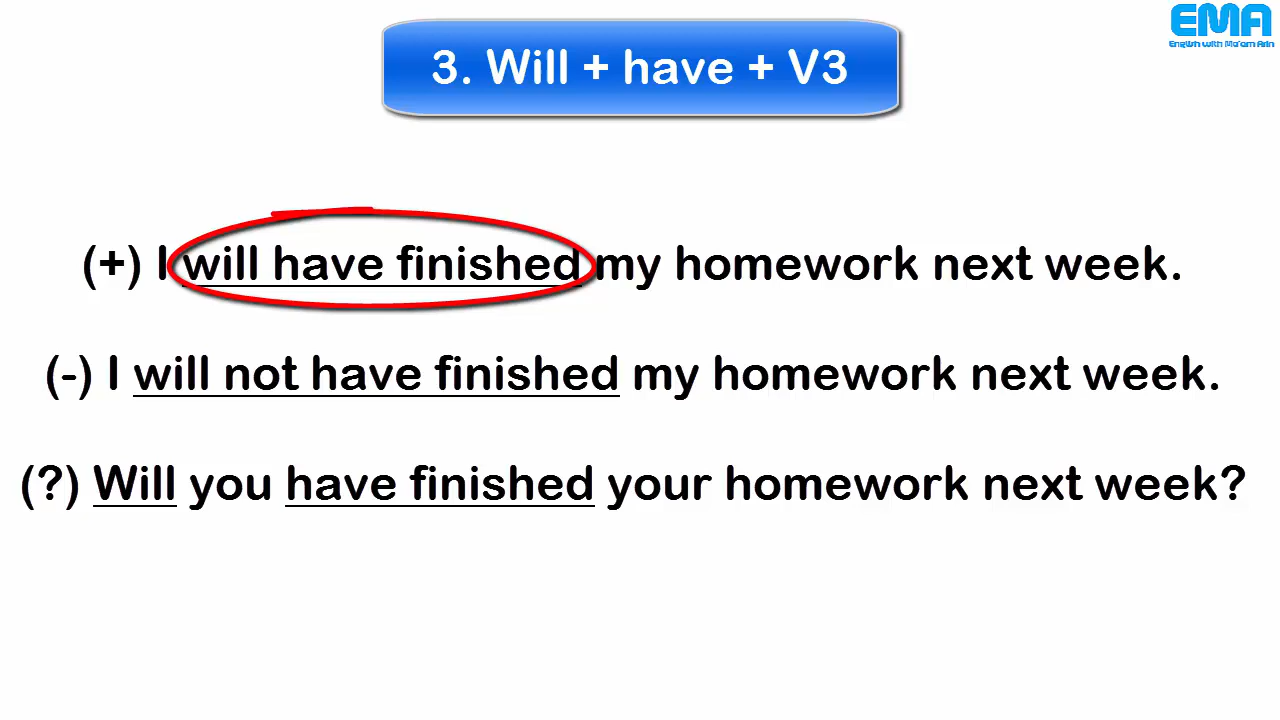 EMA
English with Ma'am Arin
3. Will + have + V3
(+) I will have finished my homework next week.
(-) I will not have finished my homework next week.
(?) Will you have finished your homework next week?